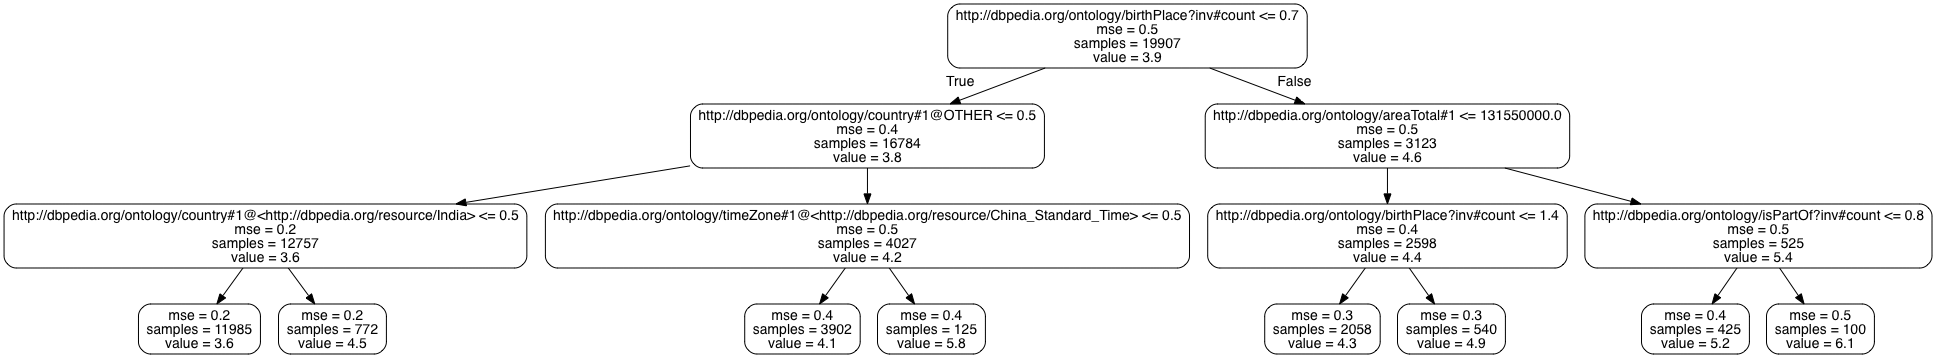 http://dbpedia.org/ontology/birthPlace?inv#count <= 0.7
mse = 0.5
samples = 19907
value = 3.9
True
False
http://dbpedia.org/ontology/country#1@OTHER <= 0.5
mse = 0.4
samples = 16784
value = 3.8
http://dbpedia.org/ontology/areaTotal#1 <= 131550000.0
mse = 0.5
samples = 3123
value = 4.6
http://dbpedia.org/ontology/country#1@<http://dbpedia.org/resource/India> <= 0.5
mse = 0.2
samples = 12757
value = 3.6
http://dbpedia.org/ontology/timeZone#1@<http://dbpedia.org/resource/China_Standard_Time> <= 0.5
mse = 0.5
samples = 4027
value = 4.2
http://dbpedia.org/ontology/birthPlace?inv#count <= 1.4
mse = 0.4
samples = 2598
value = 4.4
http://dbpedia.org/ontology/isPartOf?inv#count <= 0.8
mse = 0.5
samples = 525
value = 5.4
mse = 0.2
samples = 11985
value = 3.6
mse = 0.2
samples = 772
value = 4.5
mse = 0.4
samples = 3902
value = 4.1
mse = 0.4
samples = 125
value = 5.8
mse = 0.3
samples = 2058
value = 4.3
mse = 0.3
samples = 540
value = 4.9
mse = 0.4
samples = 425
value = 5.2
mse = 0.5
samples = 100
value = 6.1